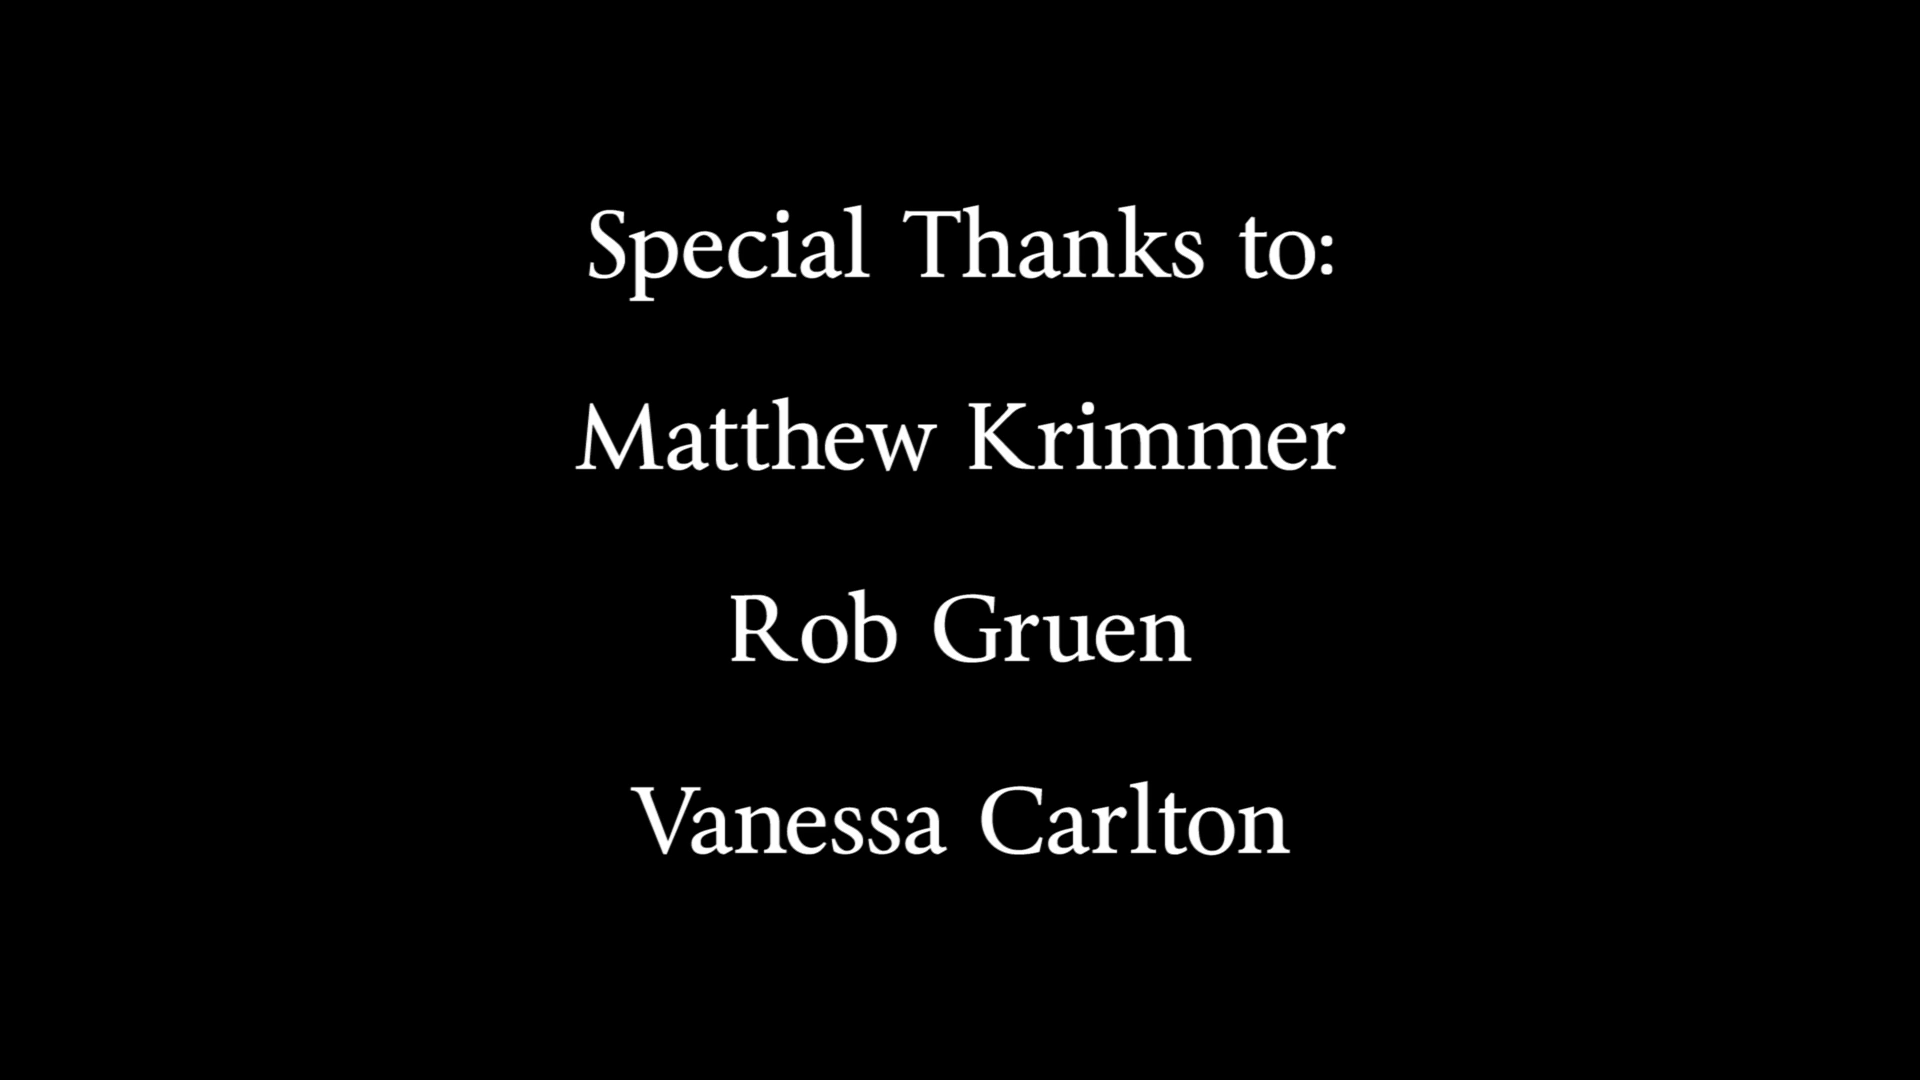 Special Thanks to:
Matthew Krimmer
Rob Gruen
Vanessa Carlton